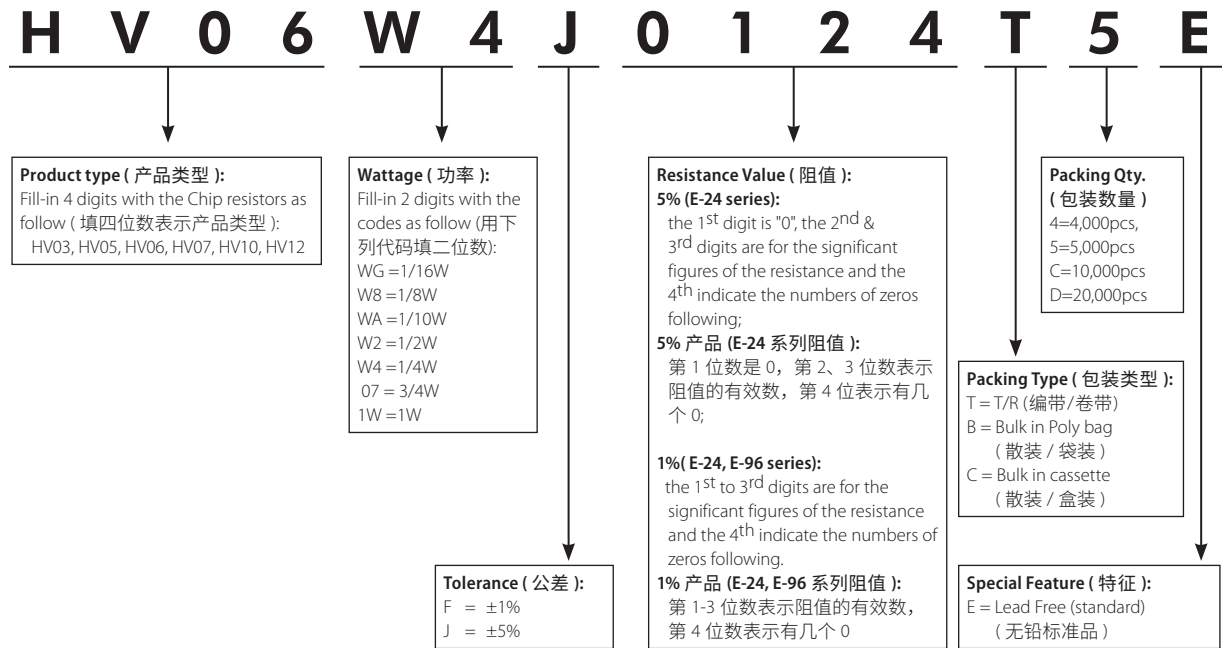 H V 0 6 W 4 J 0 1 2 4 T 5 E
Product type ( 产品类型 ):
Fill-in 4 digits with the Chip resistors as
follow ( 填四位数表示产品类型 ):
HV03, HV05, HV06, HV07, HV10, HV12
Wattage ( 功率 ):
Fill-in 2 digits with the
codes as follow (用下
列代码填二位数):
WG =1/16W
W8 =1/8W
WA =1/10W
W2 =1/2W
W4 =1/4W
07 = 3/4W
1W =1W
Tolerance ( 公差 ):
F = ±1%
J = ±5%
Resistance Value ( 阻值 ):
5% (E-24 series):
the 1st digit is "0", the 2nd &
3rd digits are for the significant
figures of the resistance and the
4th indicate the numbers of zeros
following;
5% 产品 (E-24 系列阻值 ):
第 1 位数是 0，第 2、3 位数表示
阻值的有效数，第 4 位表示有几
个 0;
1%( E-24, E-96 series):
the 1st to 3rd digits are for the
significant figures of the resistance
and the 4th indicate the numbers of
zeros following.
1% 产品 (E-24, E-96 系列阻值 ):
第 1-3 位数表示阻值的有效数，
第 4 位数表示有几个 0
Packing Qty.
( 包装数量 )
4=4,000pcs,
5=5,000pcs
C=10,000pcs
D=20,000pcs
Packing Type ( 包装类型 ):
T = T/R (编带/卷带)
B = Bulk in Poly bag
( 散装 / 袋装 )
C = Bulk in cassette
( 散装 / 盒装 )
Special Feature ( 特征 ):
E = Lead Free (standard)
( 无铅标准品 )